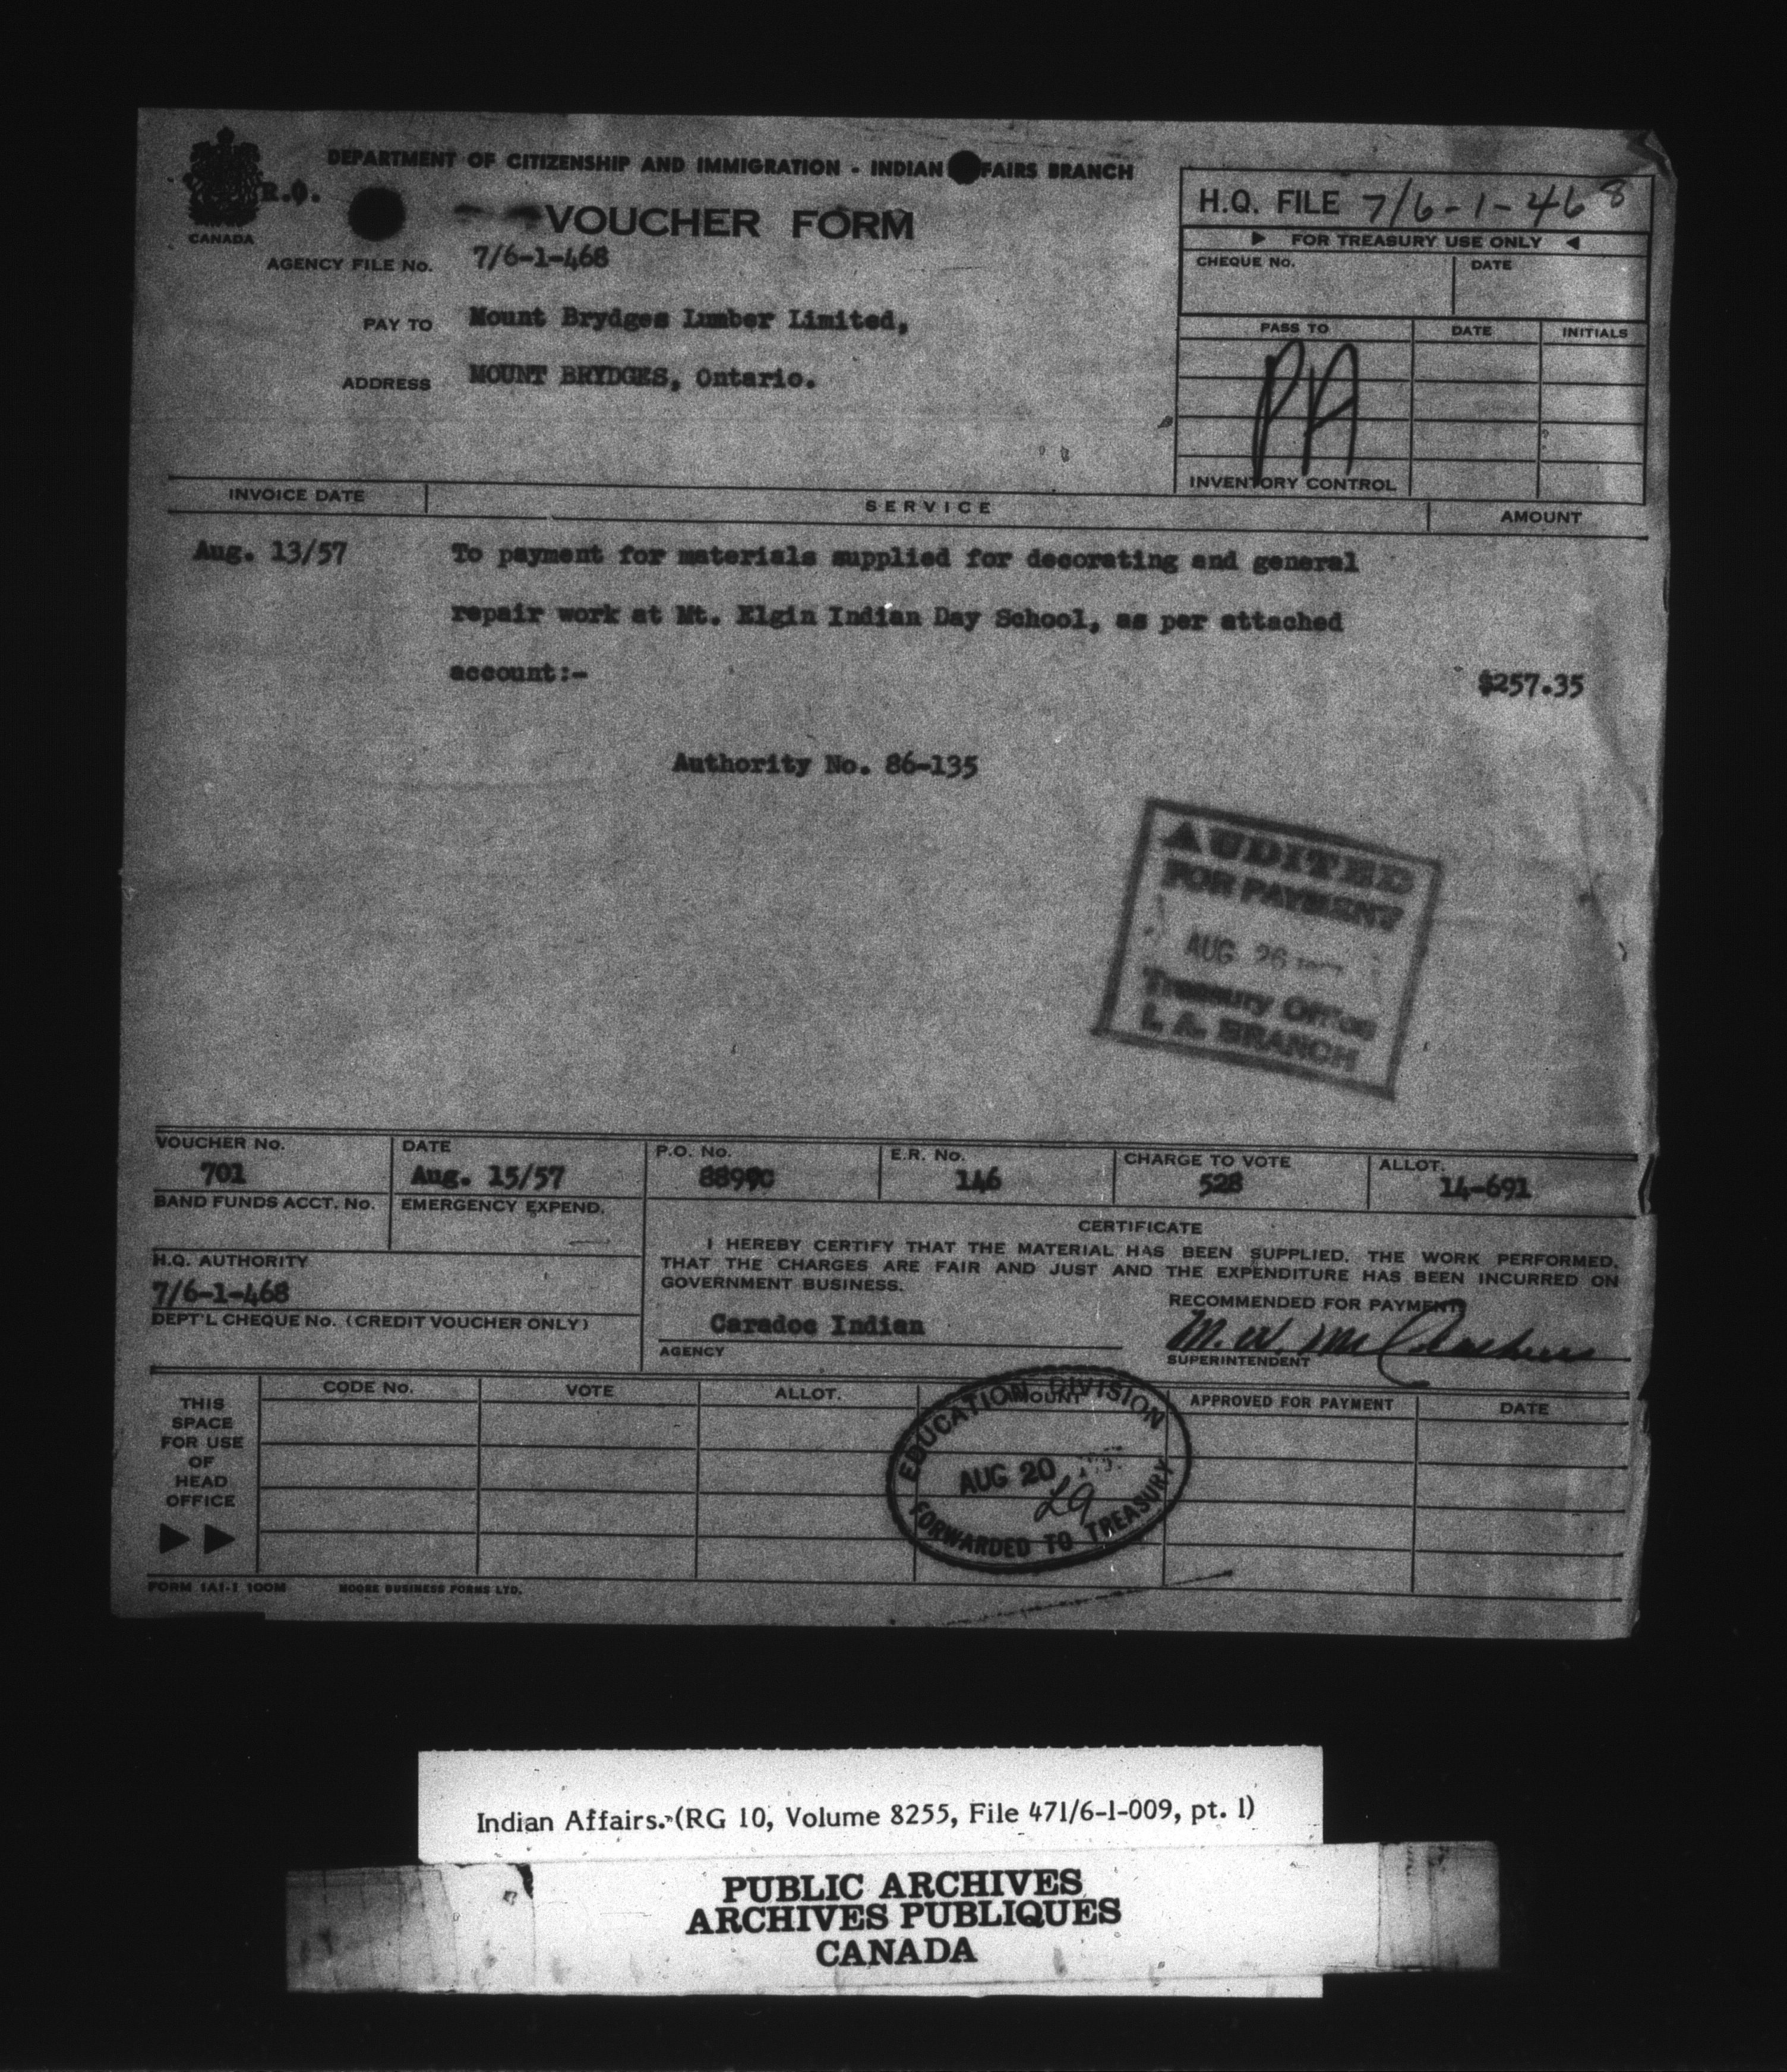 DEPARTMENT OF CITIZENSHIP AND IMMIGRATION - INDIAN FAIRS BRANCH
R.O.
CANADA
VOUCHER FORM
AGENCY FILE No. 7/6-1-468
PAY TO Mount Brydges Lumber Limited,
ADDRESS MOUNT BRYDGES, Ontario.
H.Q. FILE 7/6-1-468
FOR TREASURY USE ONLY
CHEQUE No. DATE
PASS TO DATE INITIALS
PA
INVENTORY CONTROL
INVOICE DATE SERVICE AMOUNT
Aug. 13/57 To payment for materials supplied for decorating and general
repair work at Mt. Elgin Indian Day School, as per attached
account:- $257.35
Authority No. 86-135
AUDITED
FOR PAYMENT
AUG 26
Treasury Office
I. A. BRANCH
VOUCHER No. DATE P.O. No. E.R. No. CHARGE TO VOTE ALLOT.
701 Aug. 15/57 146 528 14-691
BAND FUNDS ACCT. No. EMERGENCY EXPEND.
CERTIFICATE
I HEREBY CERTIFY THAT THE MATERIAL HAS BEEN SUPPLIED, THE WORK PERFORMED,
THAT THE CHARGES ARE FAIR AND JUST AND THE EXPENDITURE HAS BEEN INCURRED ON
GOVERNMENT BUSINESS.
H.Q. AUTHORITY
7/6-1-468
DEPT'L CHEQUE No. (CREDIT VOUCHER ONLY)
RECOMMENDED FOR PAYMENT
Caradoc Indian
AGENCY
M. W.
SUPERINTENDENT
THIS
SPACE
FOR USE
OF
HEAD
OFFICE
CODE No. VOTE ALLOT. AMOUNT APPROVED FOR PAYMENT DATE
EDUCATION DIVISION
AUG 20
FORWARDED TO TREASURY
FORM 1A1-1 100M MOORE BUSINESS FORMS LTD.
Indian Affairs. (RG 10, Volume 8255, File 471/6-1-009, pt. 1)
PUBLIC ARCHIVES
ARCHIVES PUBLIQUES
CANADA